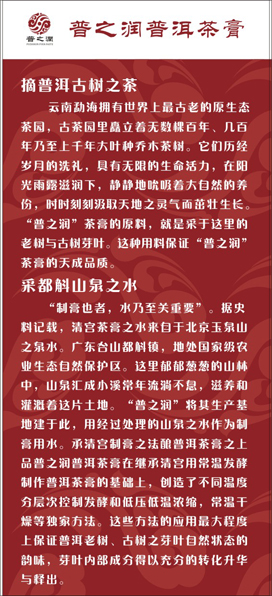 普之润
普之润普洱茶膏
摘普洱古树之茶
云南勐海拥有世界上最古老的原生态
茶园，古茶园里矗立着无数棵百年、几百
年乃至上千年大叶种乔木茶树。它们历经
岁月的洗礼，具有无限的生命活力，在阳
光雨露滋润下，静静地吮吸着大自然的养
份，时时刻刻汲取天地之灵气而茁壮生长。
“普之润”茶膏的原料，就是采于这里的
老树与古树芽叶。这种用料保证“普之润”
茶膏的天成品质。
采都斛山泉之水
“制膏也者，水乃至关重要”。据史
料记载，清宫茶膏之水来自于北京玉泉山
之泉水。广东台山都斛镇，地处国家级农
业生态自然保护区。这里郁郁葱葱的山林
中，山泉汇成小溪常年流淌不息，滋养和
灌溉着这片土地。“普之润”将其生产基
地建于此，用经过处理的山泉之水作为制
膏用水。承清宫制膏之法酿普洱茶膏之上
品普之润普洱茶膏在继承清宫用常温发酵
制作普洱茶膏的基础上，创造了不同温度
分层次控制发酵和低压低温浓缩，常温干
燥等独家方法。这些方法的应用最大程度
上保证普洱老树、古树之芽叶自然状态的
韵味，芽叶内部成分得以充分的转化升华
与释出。